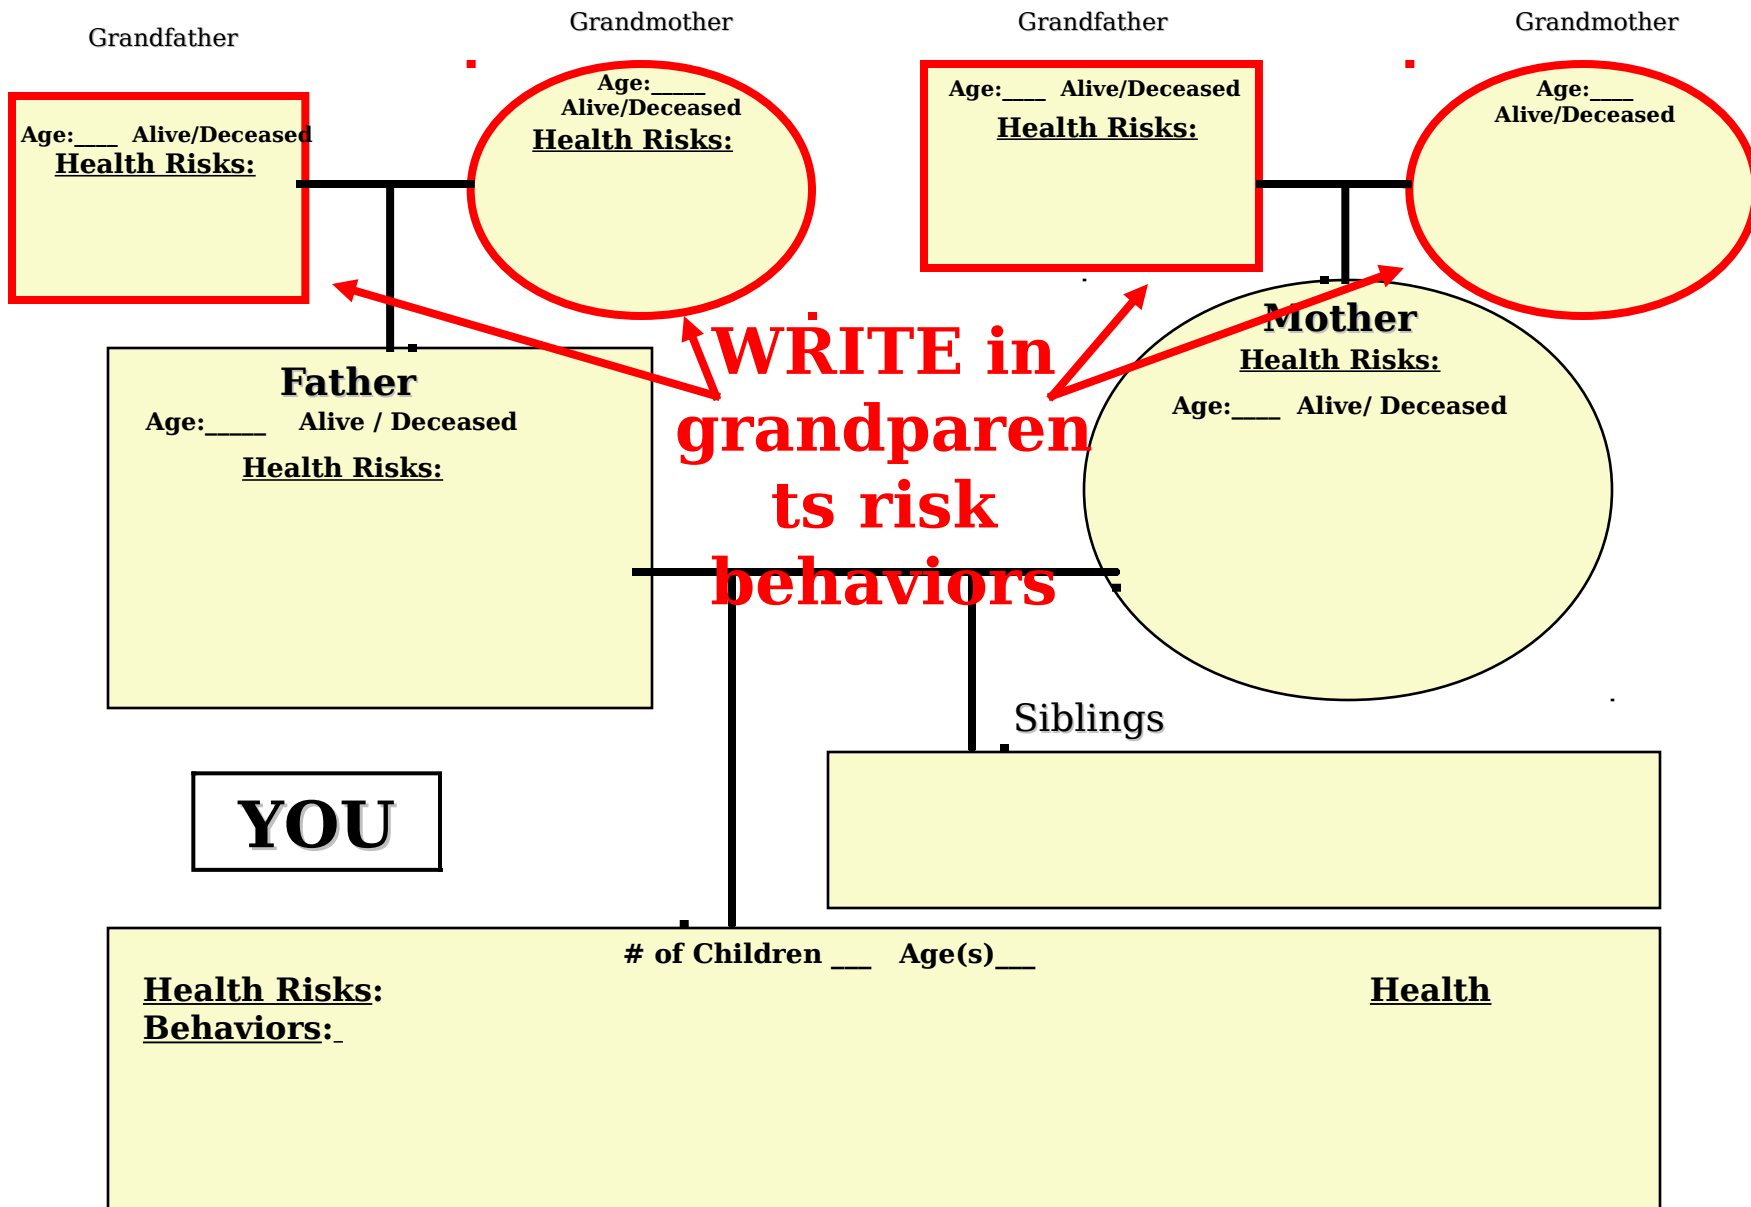 Grandfather
Grandmother
Grandfather
Grandmother
Age:____ Alive/Deceased
Health Risks:
Age:_____
Alive/Deceased
Health Risks:
Age:____ Alive/Deceased
Health Risks:
Age:____
Alive/Deceased
WRITE in
grandparen
ts risk
behaviors
Father
Age:_____ Alive / Deceased
Health Risks:
Mother
Health Risks:
Age:____ Alive/ Deceased
Siblings
YOU
# of Children ___ Age(s)___
Health Risks: Health
Behaviors:_